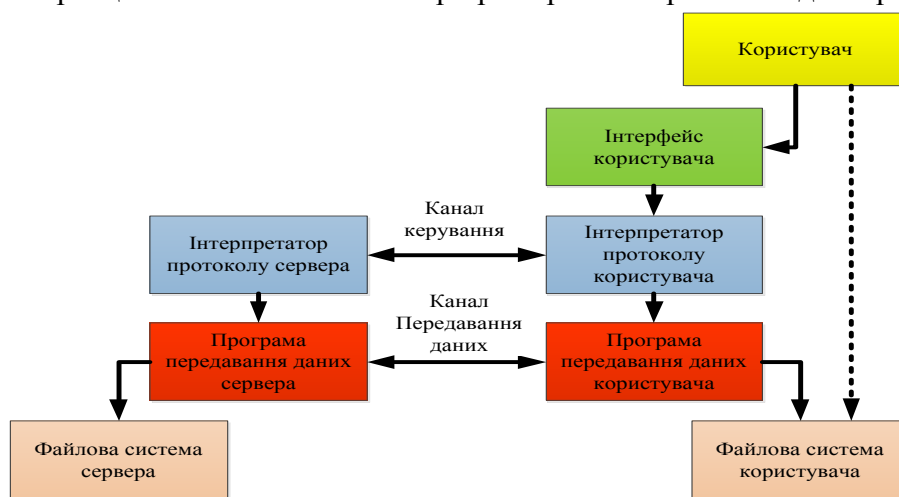 Користувач
Інтерфейс
користувача
Канал
керування
Інтерпретатор
протоколу сервера
Інтерпретатор
протоколу
користувача
Канал
Передавання
даних
Програма
передавання даних
сервера
Програма
передавання даних
користувача
Файлова система
сервера
Файлова система
користувача